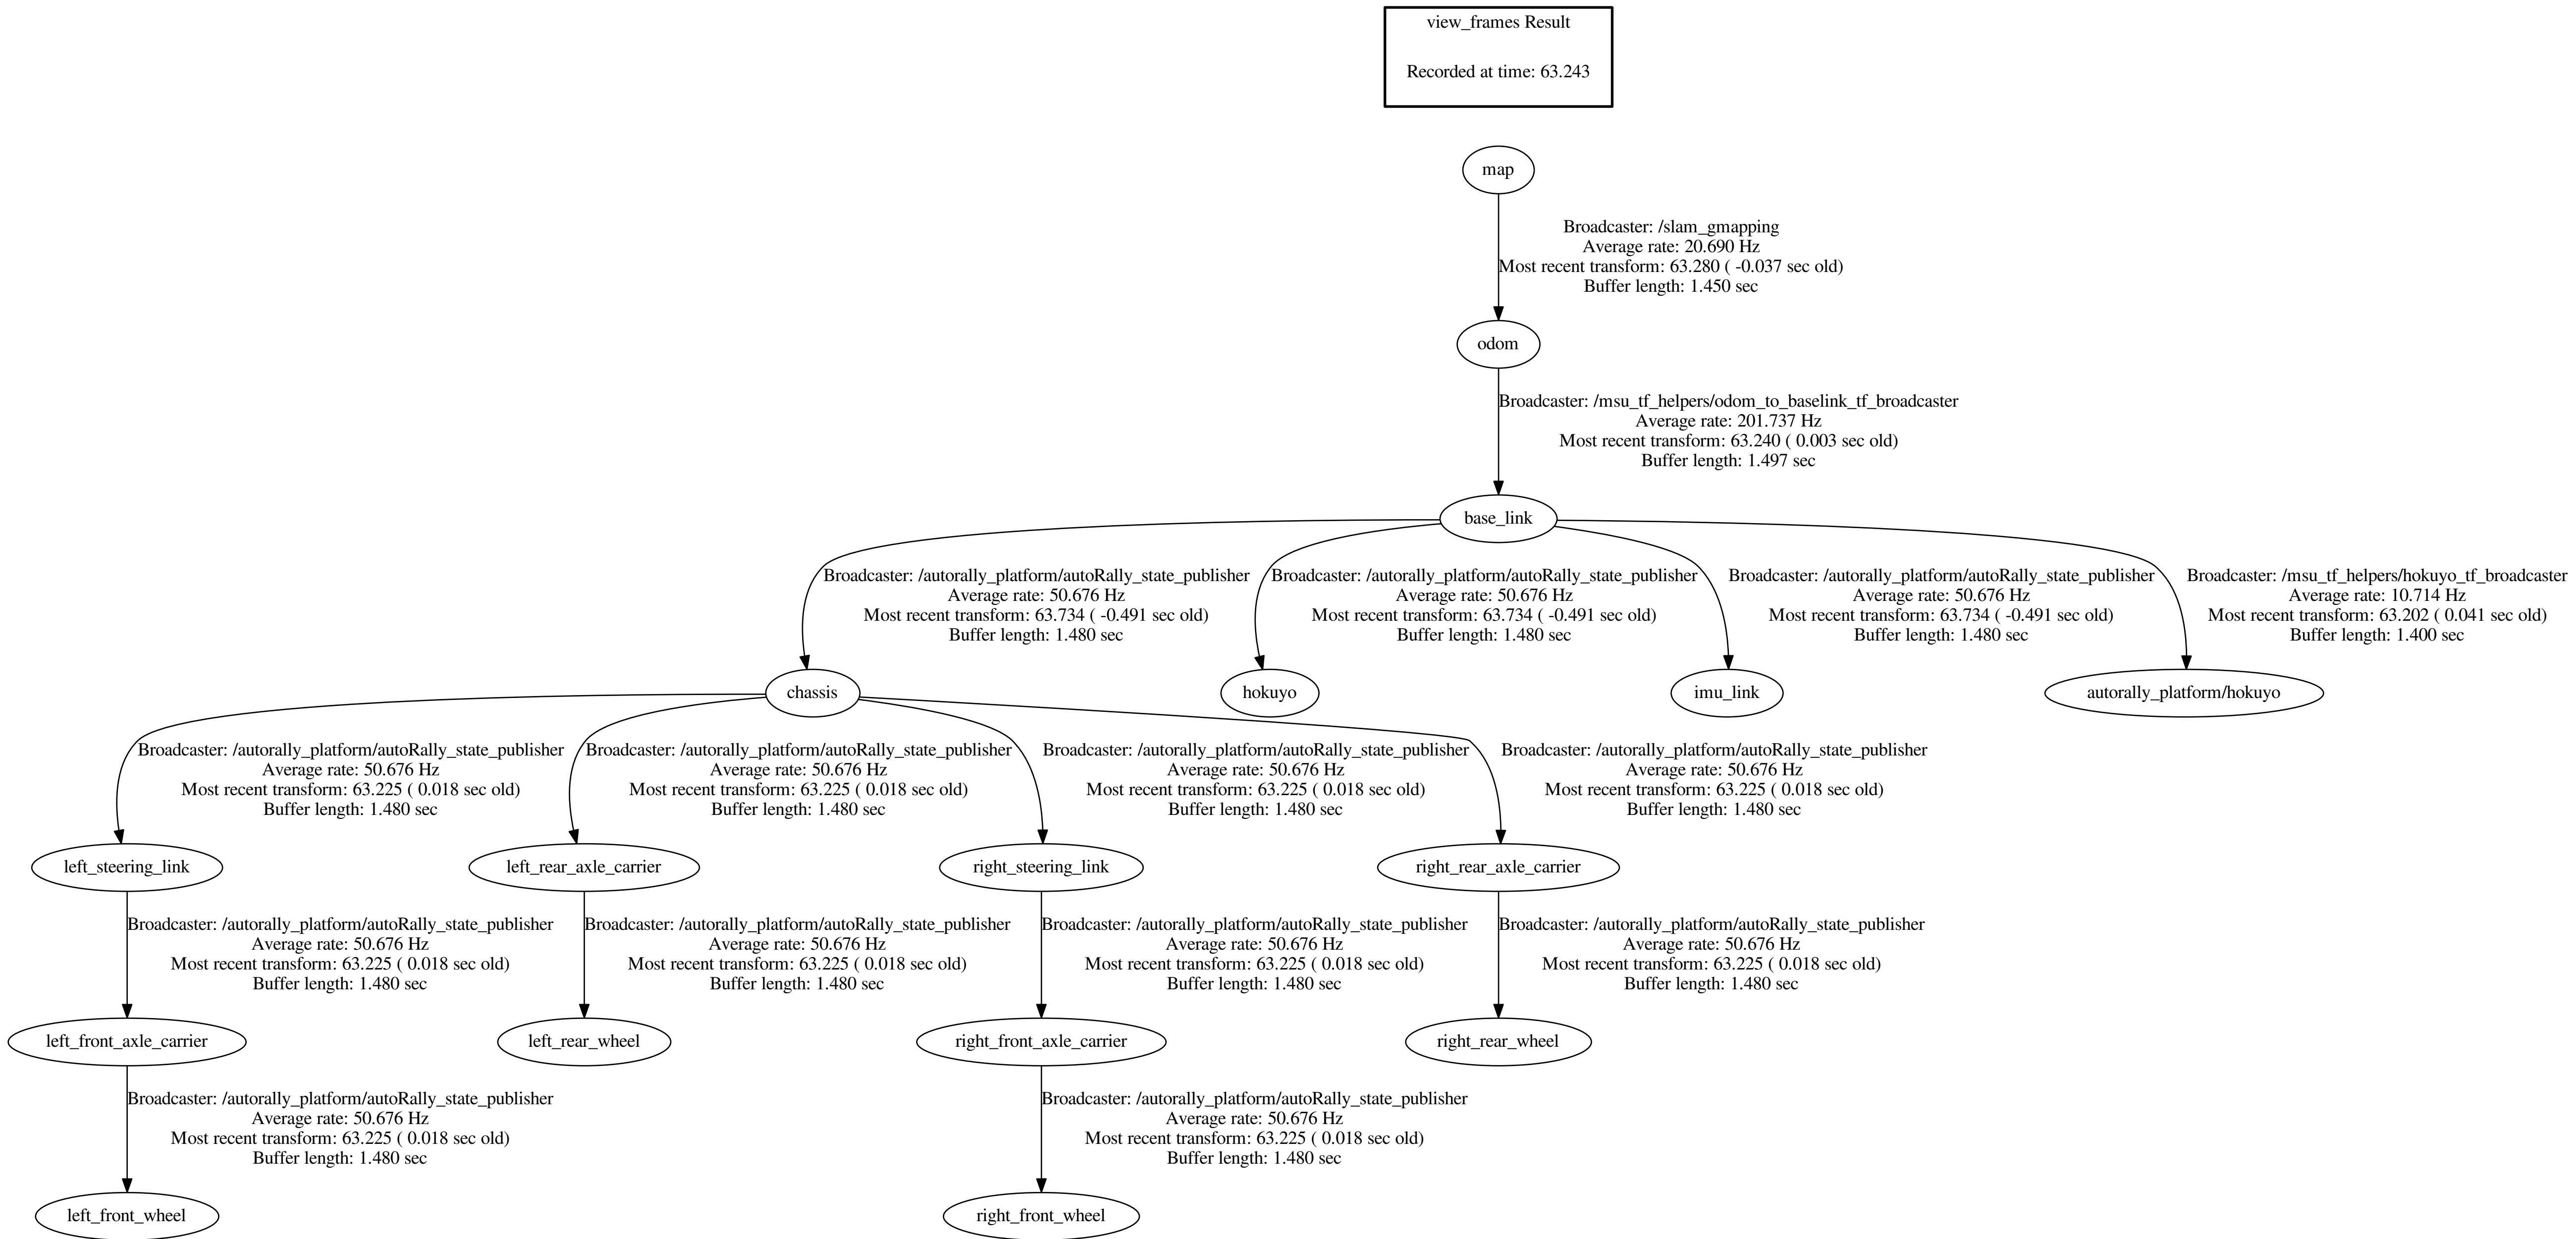 view_frames Result
Recorded at time: 63.243
map
Broadcaster: /slam_gmapping
Average rate: 20.690 Hz
Most recent transform: 63.280 ( -0.037 sec old)
Buffer length: 1.450 sec
odom
Broadcaster: /msu_tf_helpers/odom_to_baselink_tf_broadcaster
Average rate: 201.737 Hz
Most recent transform: 63.240 ( 0.003 sec old)
Buffer length: 1.497 sec
base_link
Broadcaster: /autorally_platform/autoRally_state_publisher
Average rate: 50.676 Hz
Most recent transform: 63.734 ( -0.491 sec old)
Buffer length: 1.480 sec
Broadcaster: /autorally_platform/autoRally_state_publisher
Average rate: 50.676 Hz
Most recent transform: 63.734 ( -0.491 sec old)
Buffer length: 1.480 sec
Broadcaster: /autorally_platform/autoRally_state_publisher
Average rate: 50.676 Hz
Most recent transform: 63.734 ( -0.491 sec old)
Buffer length: 1.480 sec
Broadcaster: /msu_tf_helpers/hokuyo_tf_broadcaster
Average rate: 10.714 Hz
Most recent transform: 63.202 ( 0.041 sec old)
Buffer length: 1.400 sec
chassis
hokuyo
imu_link
autorally_platform/hokuyo
Broadcaster: /autorally_platform/autoRally_state_publisher
Average rate: 50.676 Hz
Most recent transform: 63.225 ( 0.018 sec old)
Buffer length: 1.480 sec
Broadcaster: /autorally_platform/autoRally_state_publisher
Average rate: 50.676 Hz
Most recent transform: 63.225 ( 0.018 sec old)
Buffer length: 1.480 sec
Broadcaster: /autorally_platform/autoRally_state_publisher
Average rate: 50.676 Hz
Most recent transform: 63.225 ( 0.018 sec old)
Buffer length: 1.480 sec
Broadcaster: /autorally_platform/autoRally_state_publisher
Average rate: 50.676 Hz
Most recent transform: 63.225 ( 0.018 sec old)
Buffer length: 1.480 sec
left_steering_link
left_rear_axle_carrier
right_steering_link
right_rear_axle_carrier
Broadcaster: /autorally_platform/autoRally_state_publisher
Average rate: 50.676 Hz
Most recent transform: 63.225 ( 0.018 sec old)
Buffer length: 1.480 sec
Broadcaster: /autorally_platform/autoRally_state_publisher
Average rate: 50.676 Hz
Most recent transform: 63.225 ( 0.018 sec old)
Buffer length: 1.480 sec
Broadcaster: /autorally_platform/autoRally_state_publisher
Average rate: 50.676 Hz
Most recent transform: 63.225 ( 0.018 sec old)
Buffer length: 1.480 sec
Broadcaster: /autorally_platform/autoRally_state_publisher
Average rate: 50.676 Hz
Most recent transform: 63.225 ( 0.018 sec old)
Buffer length: 1.480 sec
left_front_axle_carrier
left_rear_wheel
right_front_axle_carrier
right_rear_wheel
Broadcaster: /autorally_platform/autoRally_state_publisher
Average rate: 50.676 Hz
Most recent transform: 63.225 ( 0.018 sec old)
Buffer length: 1.480 sec
Broadcaster: /autorally_platform/autoRally_state_publisher
Average rate: 50.676 Hz
Most recent transform: 63.225 ( 0.018 sec old)
Buffer length: 1.480 sec
left_front_wheel
right_front_wheel